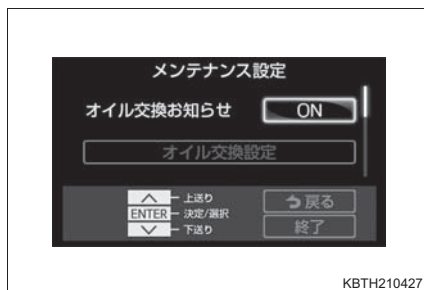 メンテナンス設定
オイル交換お知らせ ON
オイル交換設定
上送り
ENTER 決定/選択
下送り
戻る
終了
KBTH210427